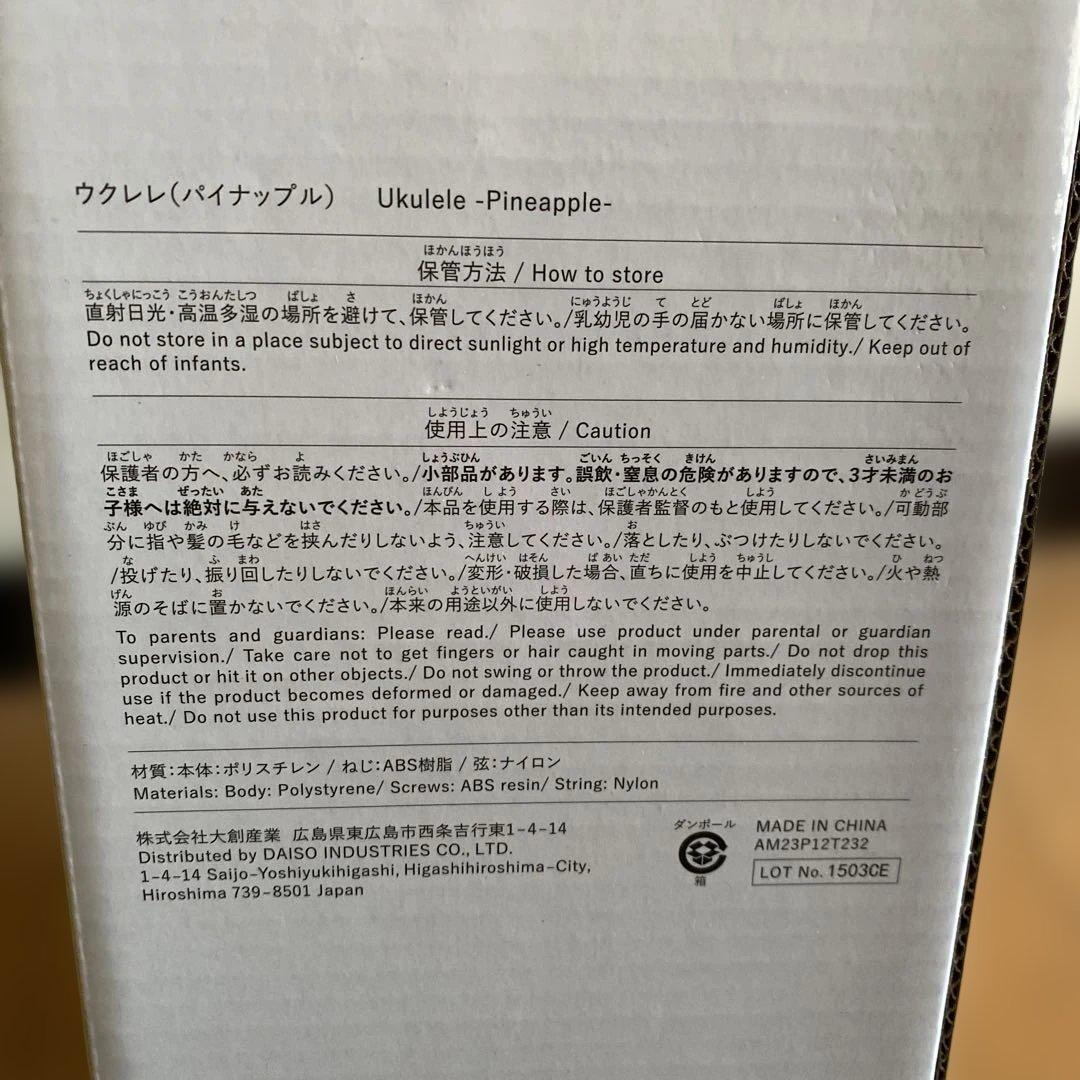 ウクレレ(パイナップル) Ukulele -Pineapple-
ほかんほうほう
保管方法 / How to store
ちょくしゃにっこう こうおんたしつ ばしょ さ ほかん にゅうようじ て とど ばしょ ほかん
直射日光・高温多湿の場所を避けて、保管してください。/乳幼児の手の届かない場所に保管してください。
Do not store in a place subject to direct sunlight or high temperature and humidity./ Keep out of
reach of infants.
しようじょう ちゅうい
使用上の注意 / Caution
ほごしゃ かた かなら よ しょうぶひん ごいん ちっそく きけん さいみまん
保護者の方へ、必ずお読みください。/小部品があります。誤飲・窒息の危険がありますので、3才未満のお
こさま ぜったい あた ほんぴん しよう さい ほごしゃかんとく しよう かどうぶ
子様へは絶対に与えないでください。/本品を使用する際は、保護者監督のもと使用してください。/可動部
ぶん ゆび かみ け はさ ちゅうい お
分に指や髪の毛などを挟んだりしないよう、注意してください。/落としたり、ぶつけたりしないでください。
な ふ まわ へんけい はそん ばあい ただ しよう ちゅうし ひ ねつ
/投げたり、振り回したりしないでください。/変形・破損した場合、直ちに使用を中止してください。/火や熱
げん お ほんらい ようといがい しよう
源のそばに置かないでください。/本来の用途以外に使用しないでください。
To parents and guardians: Please read./ Please use product under parental or guardian
supervision./ Take care not to get fingers or hair caught in moving parts./ Do not drop this
product or hit it on other objects./ Do not swing or throw the product./ Immediately discontinue
use if the product becomes deformed or damaged./ Keep away from fire and other sources of
heat./ Do not use this product for purposes other than its intended purposes.
材質:本体:ポリスチレン / ねじ:ABS樹脂 / 弦:ナイロン
Materials: Body: Polystyrene/ Screws: ABS resin/ String: Nylon
株式会社大創産業 広島県東広島市西条吉行東1-4-14
Distributed by DAISO INDUSTRIES CO., LTD.
1-4-14 Saijo-Yoshiyukihigashi, Higashihiroshima-City,
Hiroshima 739-8501 Japan
ダンボール
箱
MADE IN CHINA
AM23P12T232
LOT No. 1503CE